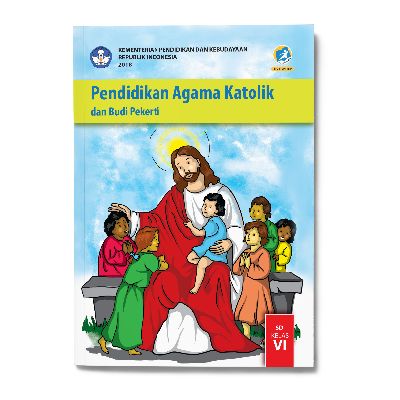 KEMENTERIAN PENDIDIKAN DAN KEBUDAYAAN
REPUBLIK INDONESIA
2018
Pendidikan Agama Katolik
dan Budi Pekerti
SD
KELAS
VI